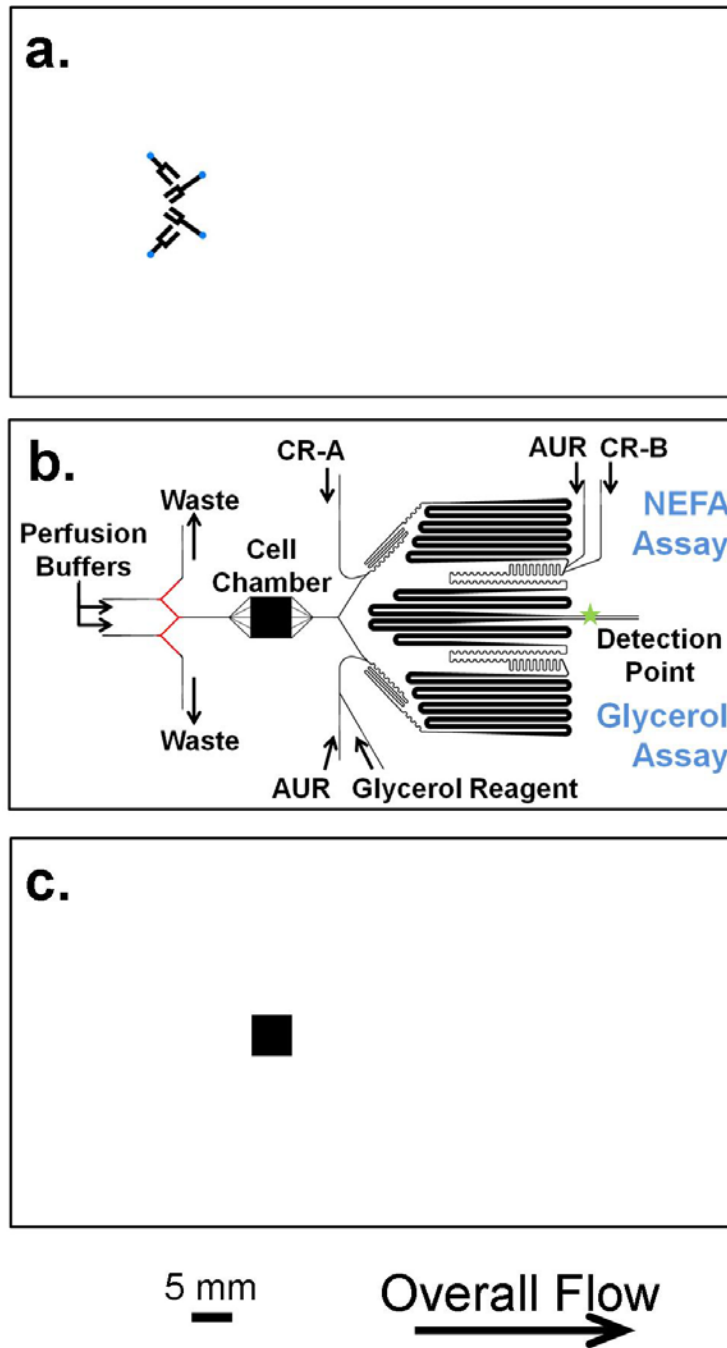 a.
b.
CR-A
AUR CR-B
Waste
NEFA
Assay
Perfusion
Buffers
Cell
Chamber
Detection
Point
Waste
Glycerol
Assay
AUR Glycerol Reagent
c.
5 mm
Overall Flow